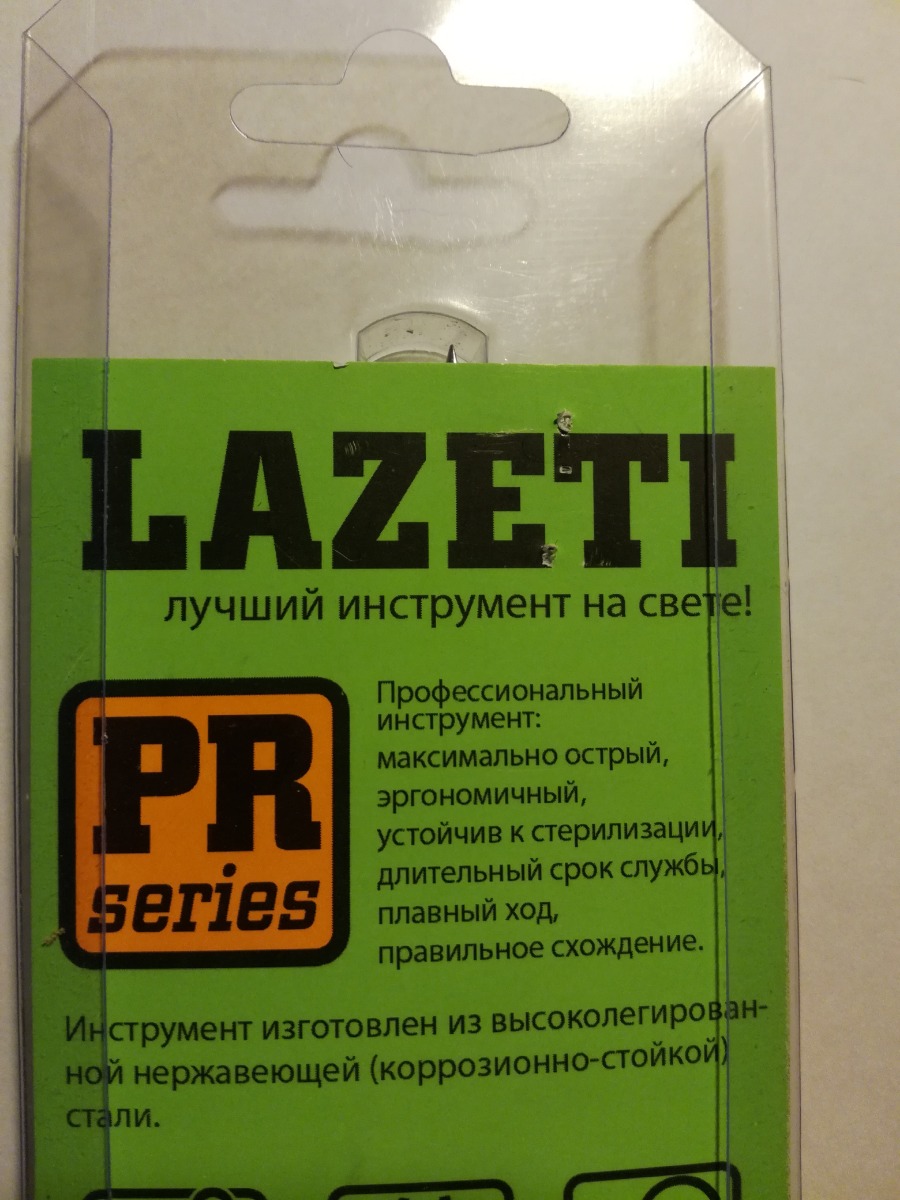 LAZETI
лучший инструмент на свете!
PR
series
Профессиональный
инструмент:
максимально острый,
эргономичный,
устойчив к стерилизации,
длительный срок службы,
плавный ход,
правильное схождение.
Инструмент изготовлен из высоколегирован-
ной нержавеющей (коррозионно-стойкой)
стали.